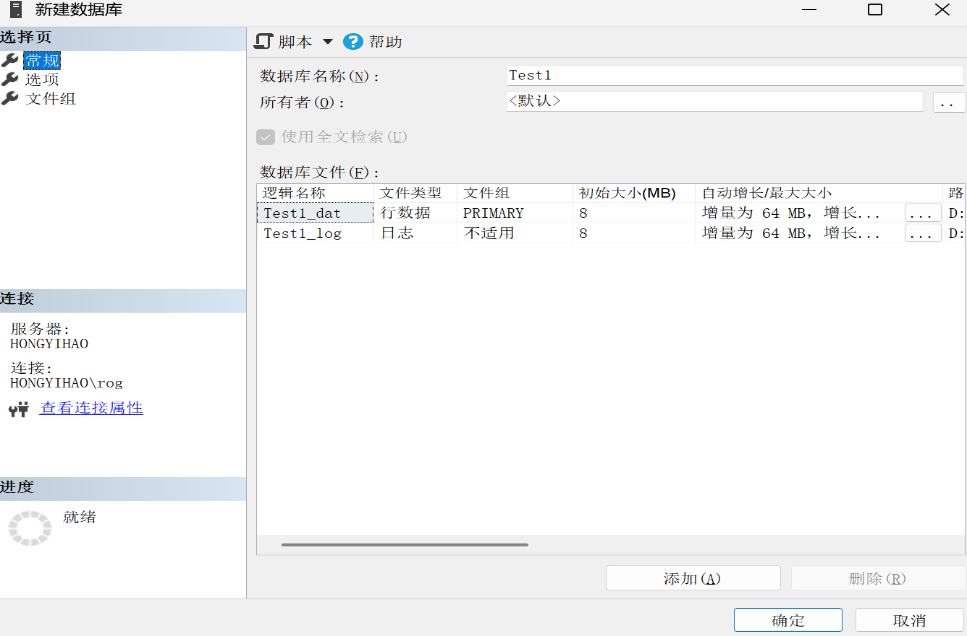 新建数据库
选择页
常规
选项
文件组
脚本 帮助
数据库名称(N): Test1
所有者(O): <默认> ..
使用全文检索(U)
数据库文件(F):
逻辑名称 文件类型 文件组 初始大小(MB) 自动增长/最大大小 路
Test1_dat 行数据 PRIMARY 8 增量为 64 MB，增长... ... D:
Test1_log 日志 不适用 8 增量为 64 MB，增长... ... D:
连接
服务器:
HONGYIHAO
连接:
HONGYIHAO\rog
查看连接属性
进度
就绪
添加(A) 删除(R)
确定 取消